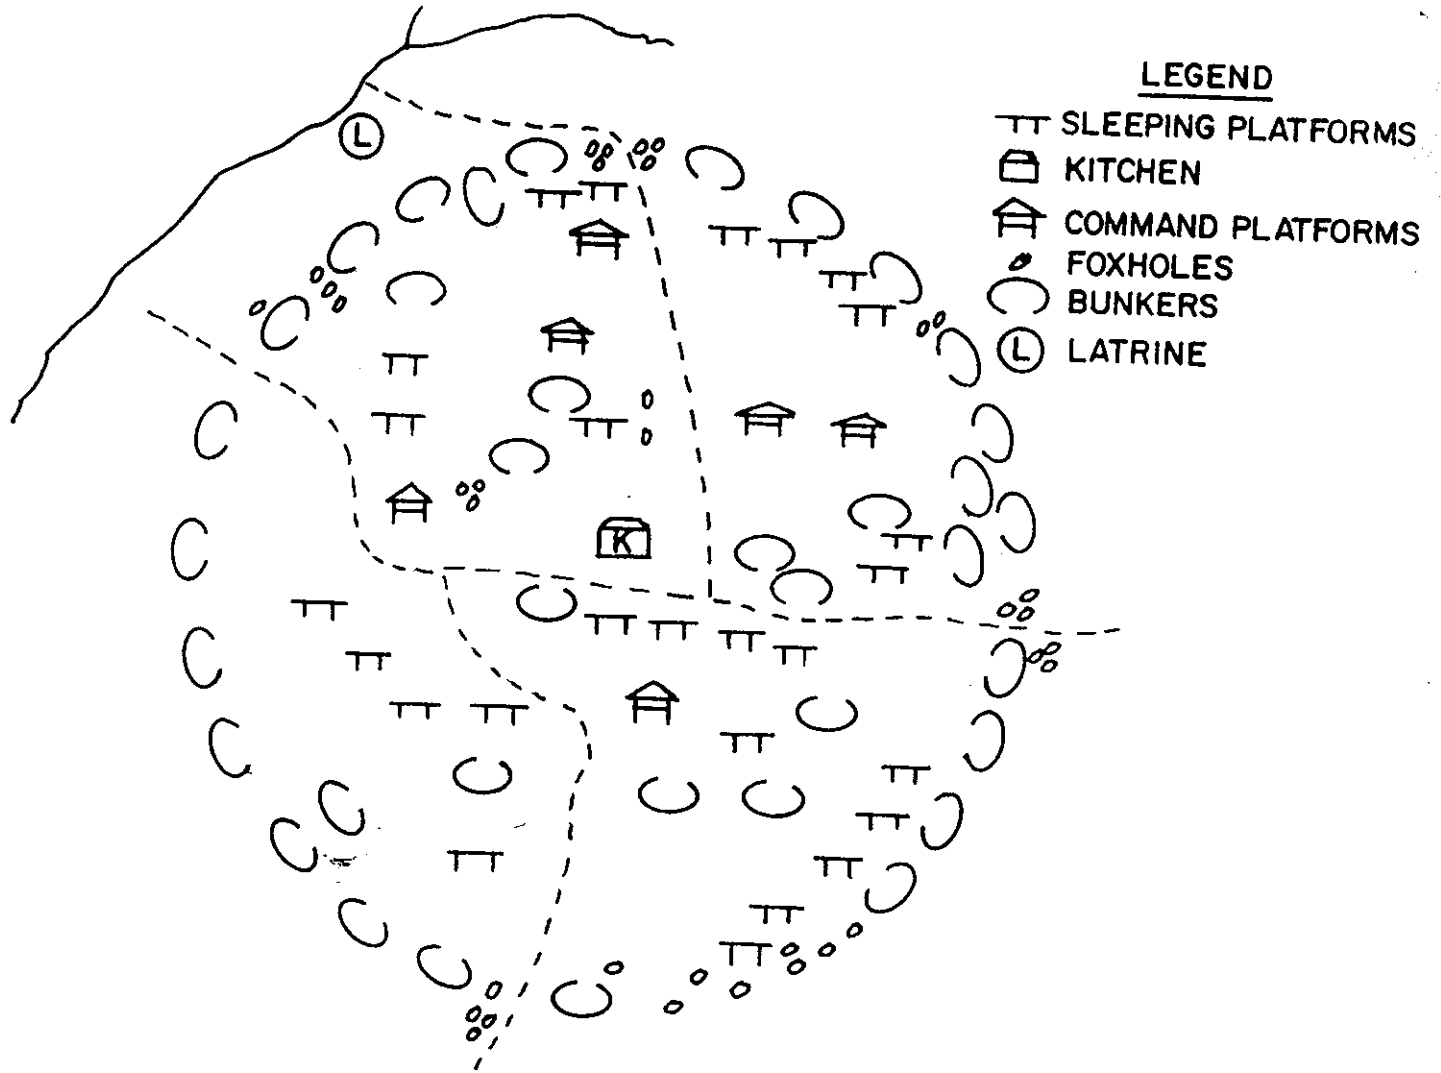 LEGEND
SLEEPING PLATFORMS
KITCHEN
COMMAND PLATFORMS
FOXHOLES
BUNKERS
L LATRINE
L
K